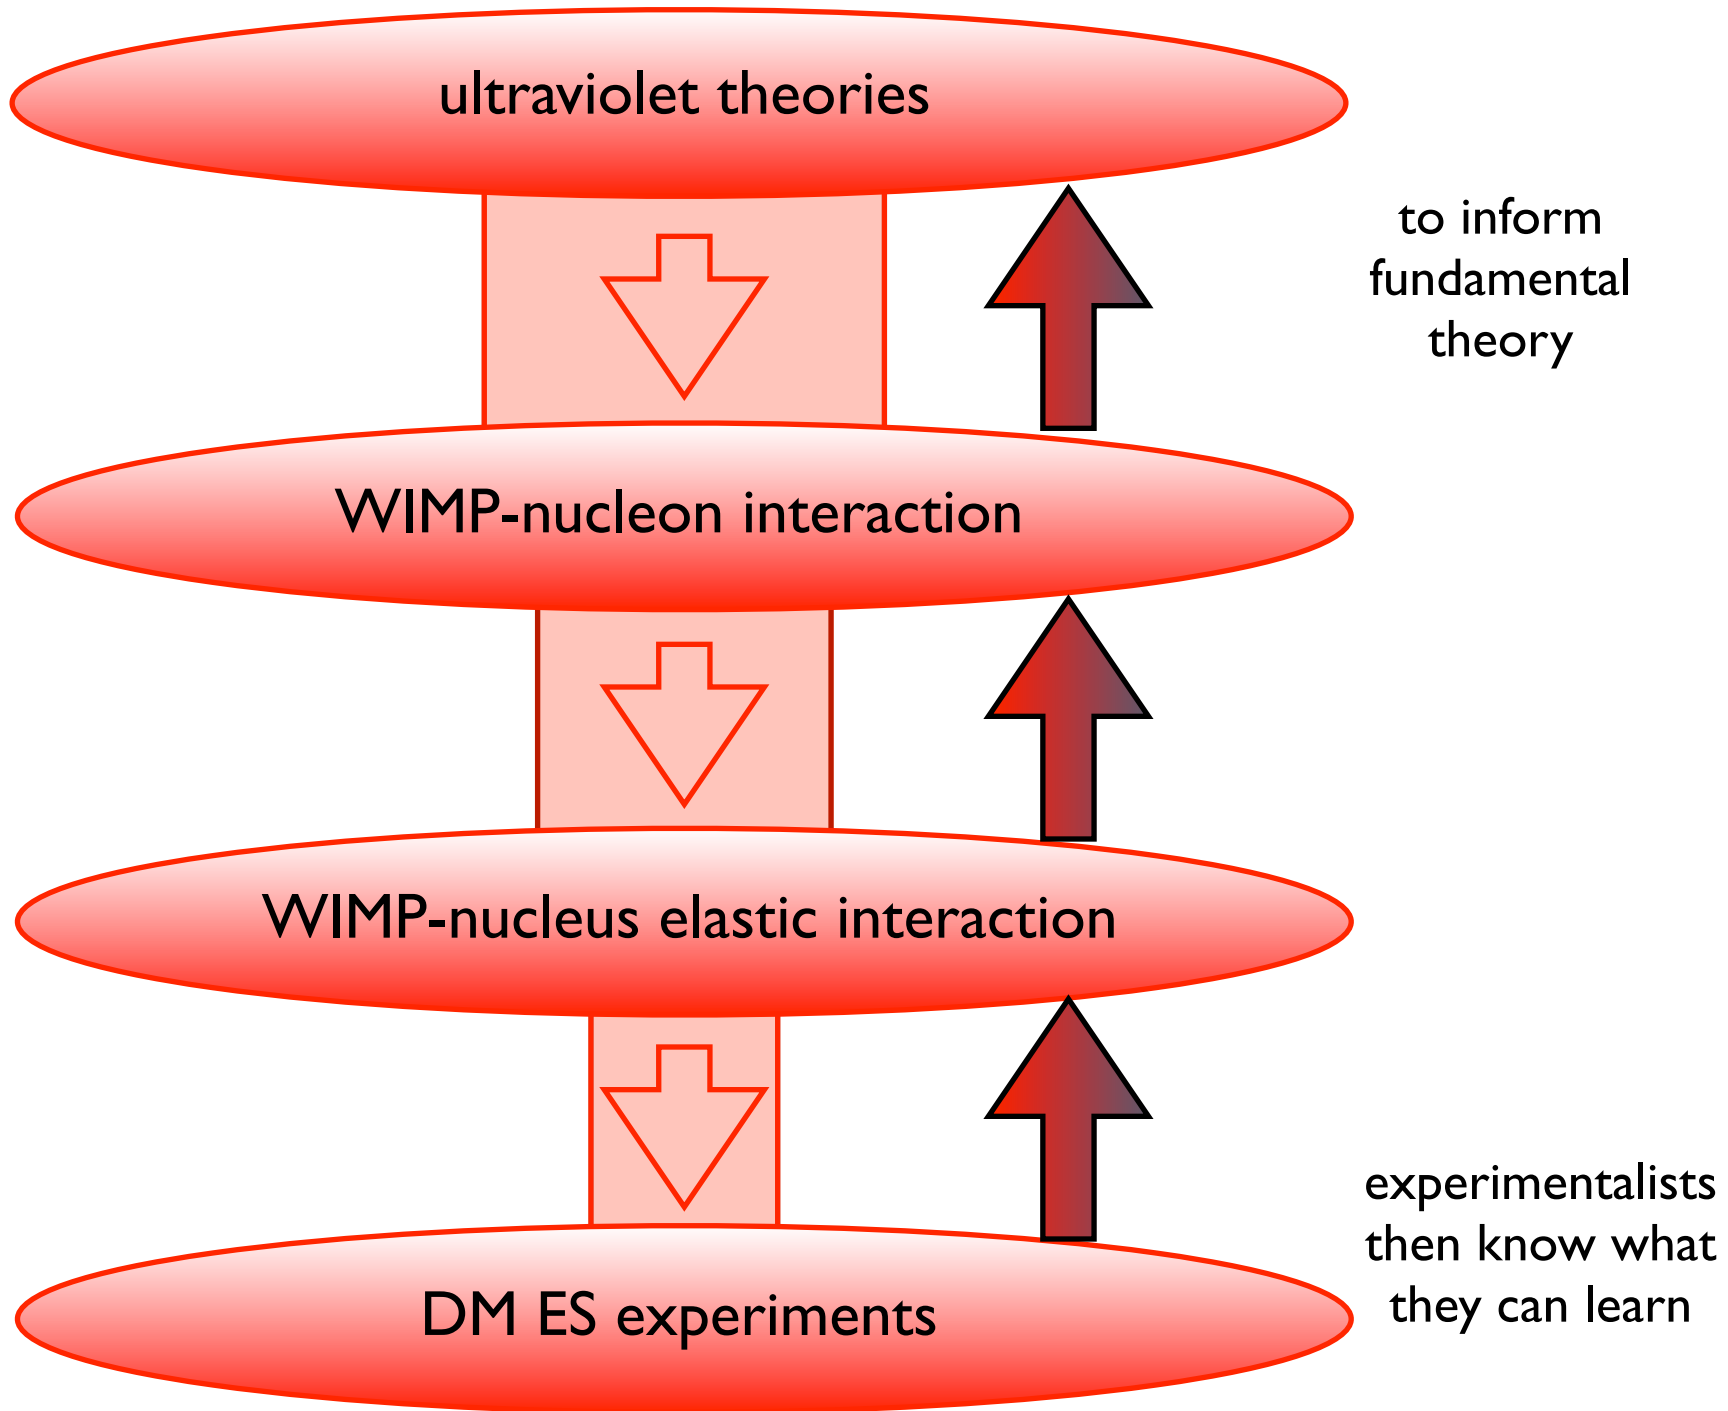 ultraviolet theories
to inform
fundamental
theory
WIMP-nucleon interaction
WIMP-nucleus elastic interaction
experimentalists
then know what
they can learn
DM ES experiments